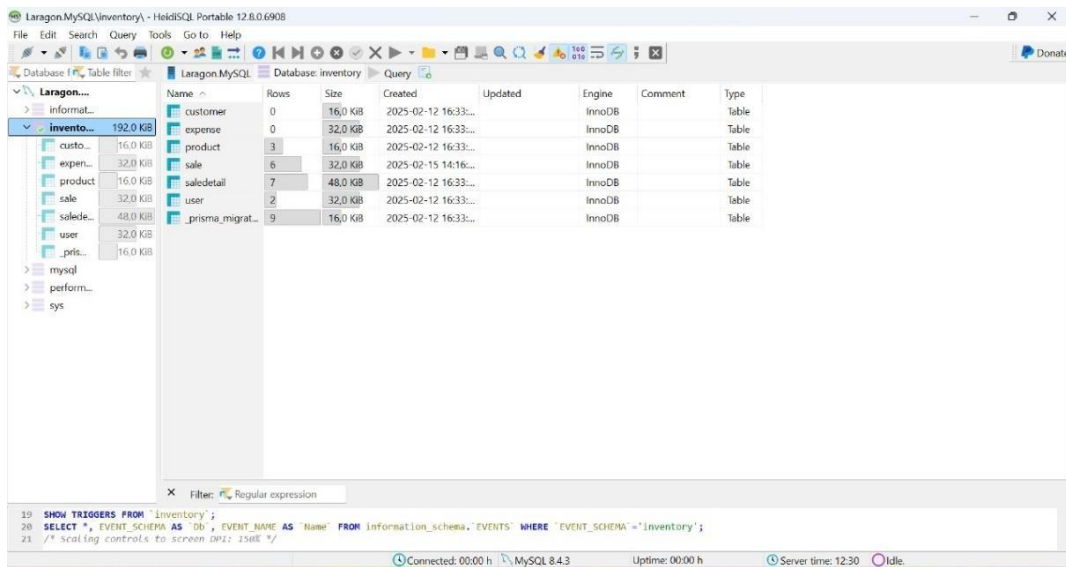 Laragon.MySQL\inventory\ - HeidiSQL Portable 12.8.0.6908
File Edit Search Query Tools Go to Help
Donate
Database f Table filter Laragon.MySQL Database: inventory Query
Laragon.... Name Rows Size Created Updated Engine Comment Type
informat... customer 0 16,0 KiB 2025-02-12 16:33:... InnoDB Table
invento... 192,0 KiB expense 0 32,0 KiB 2025-02-12 16:33:... InnoDB Table
custo... 16,0 KiB product 3 16,0 KiB 2025-02-12 16:33:... InnoDB Table
expen... 32,0 KiB sale 6 32,0 KiB 2025-02-15 14:16:... InnoDB Table
product 16,0 KiB saledetail 7 48,0 KiB 2025-02-12 16:33:... InnoDB Table
sale 32,0 KiB user 2 32,0 KiB 2025-02-12 16:33:... InnoDB Table
salede... 48,0 KiB _prisma_migrat... 9 16,0 KiB 2025-02-12 16:33:... InnoDB Table
user 32,0 KiB
_pris... 16,0 KiB
mysql
perform...
sys
Filter: Regular expression
19 SHOW TRIGGERS FROM `inventory`;
20 SELECT *, EVENT_SCHEMA AS `Db`, EVENT_NAME AS `Name` FROM information_schema.`EVENTS` WHERE `EVENT_SCHEMA`='inventory';
21 /* Scaling controls to screen DPI: 150% */
Connected: 00:00 h MySQL 8.4.3 Uptime: 00:00 h Server time: 12:30 Idle.